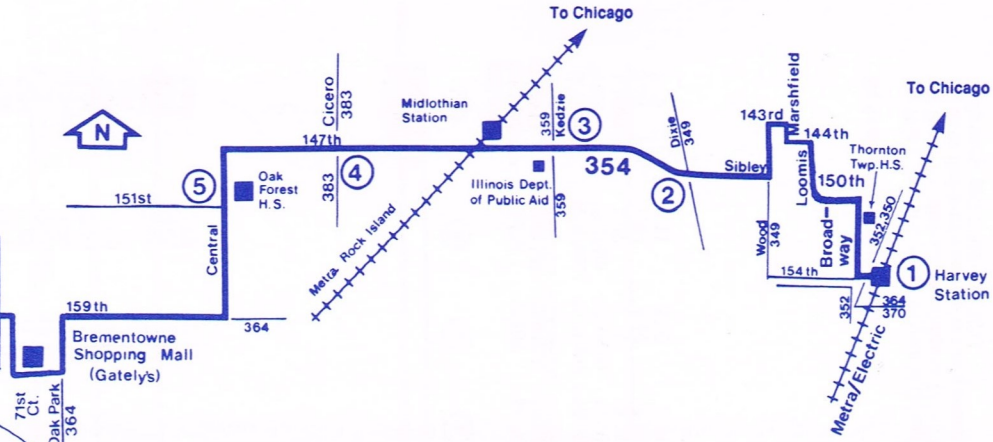 To Chicago
To Chicago
N
Cicero
383
Midlothian
Station
359
Kedzie
3
Dixie
349
143rd
Marshfield
144th
Thornton
Twp. H.S.
147th
354
Sibley
Loomis
150th
5
Oak
Forest
H.S.
4
383
Illinois Dept.
of Public Aid
359
2
352,350
151st
Central
Metra Rock Island
Wood
349
Broad-
way
154th
1
Harvey
Station
352
364
370
159th
364
Metra/Electric
Brementowne
Shopping Mall
(Gately's)
71st
Ct.
Oak Park
364